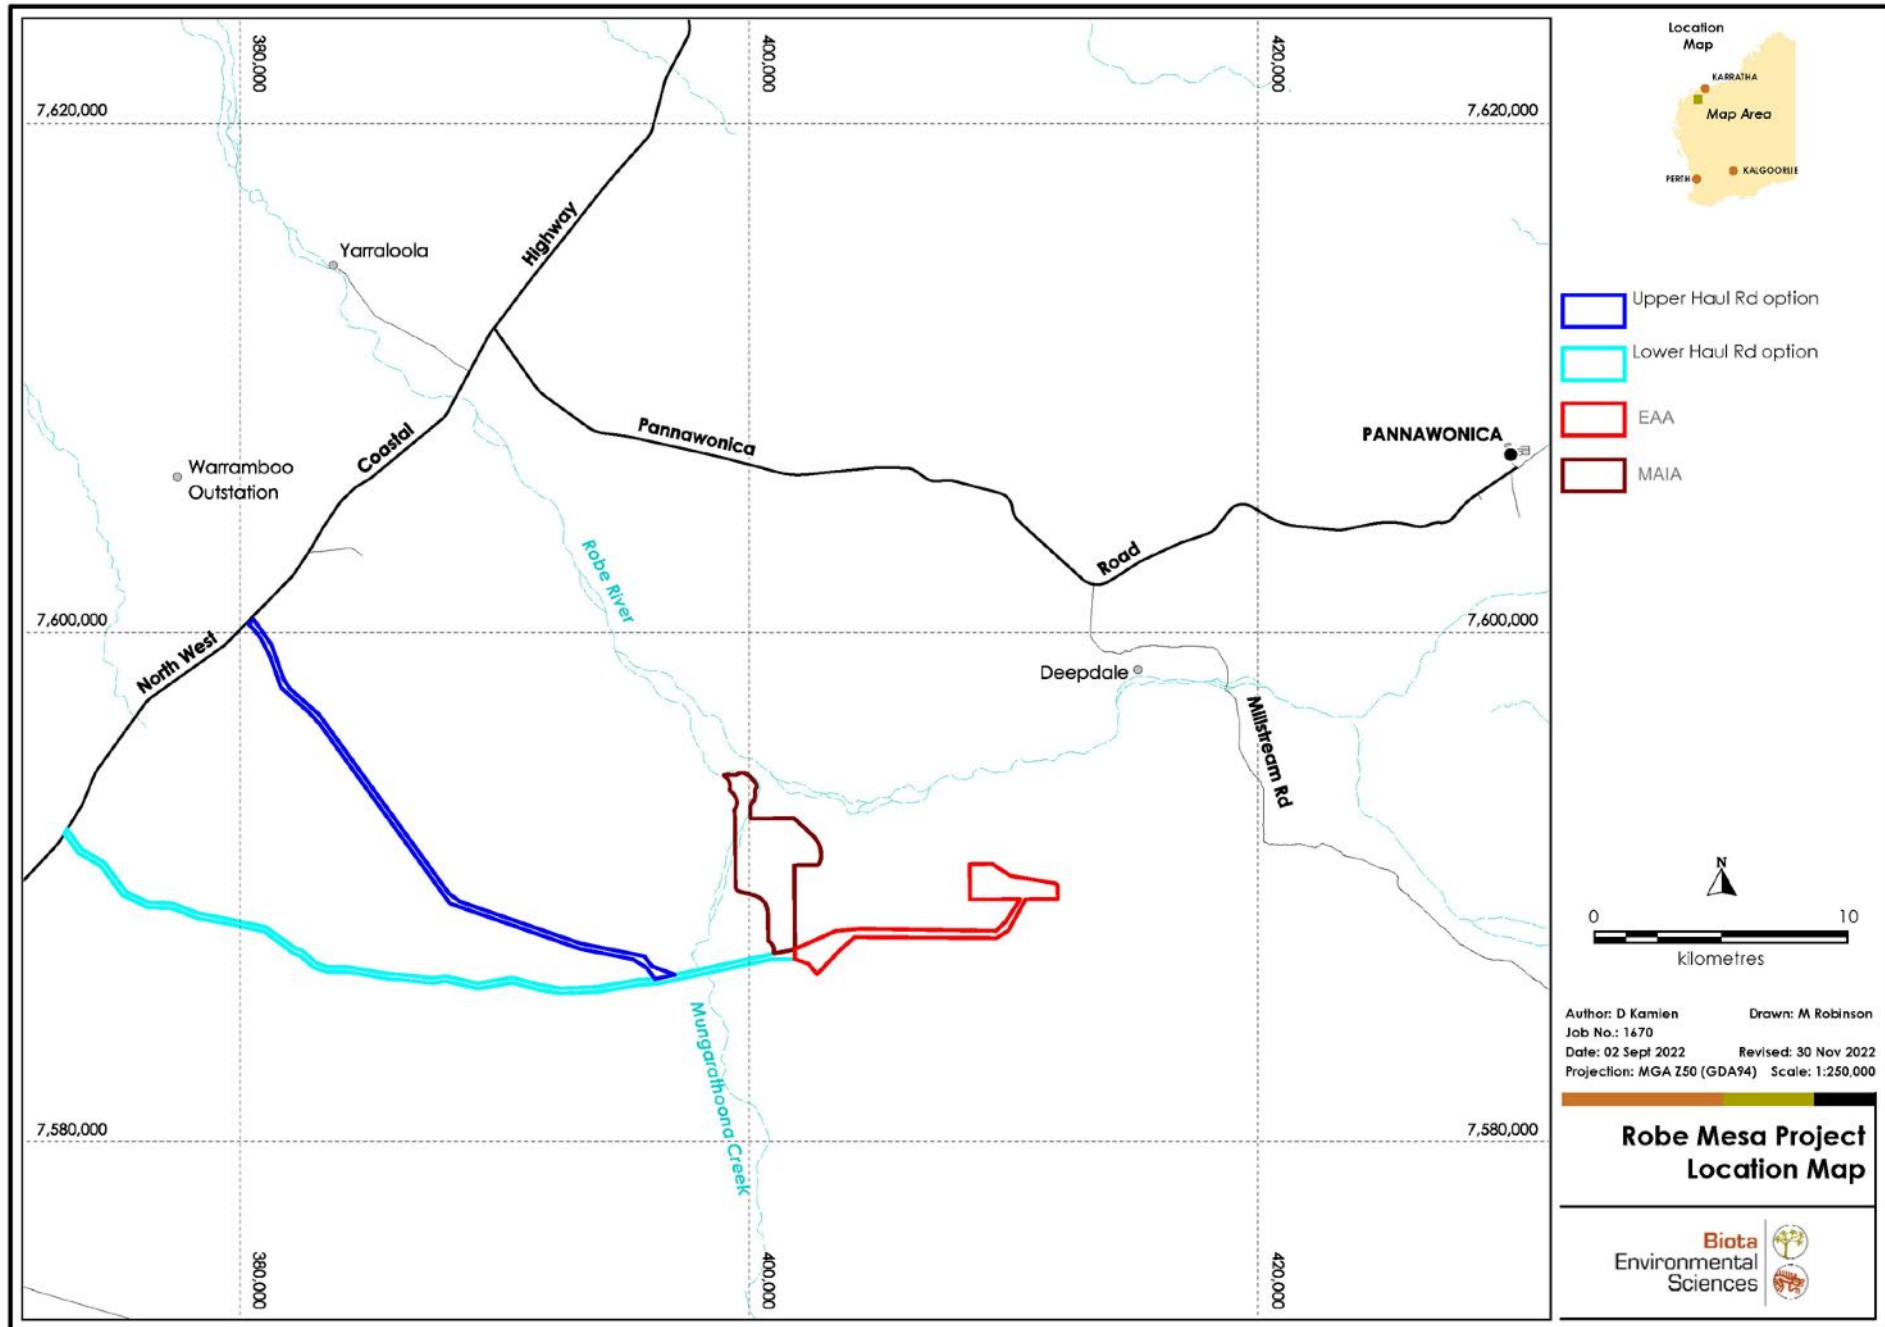 380,000
400,000
420,000
7,620,000
7,620,000
Highway
Yarraloola
Coastal
Pannawonica
PANNAWONICA
Warramboo
Outstation
Road
Robe River
7,600,000
7,600,000
North West
Deepdale
Millstream Rd
Mungarathoona Creek
7,580,000
7,580,000
380,000
400,000
420,000
Location
Map
KARRATHA
Map Area
PERTH
KALGOORLIE
Upper Haul Rd option
Lower Haul Rd option
EAA
MAIA
N
0 10
kilometres
Author: D Kamien Drawn: M Robinson
Job No.: 1670
Date: 02 Sept 2022 Revised: 30 Nov 2022
Projection: MGA Z50 (GDA94) Scale: 1:250,000
Robe Mesa Project
Location Map
Biota
Environmental
Sciences